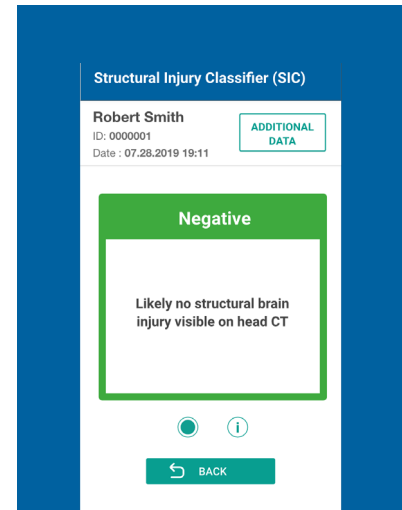 Structural Injury Classifier (SIC)
Robert Smith
ID: 0000001
Date : 07.28.2019 19:11
ADDITIONAL
DATA
Negative
Likely no structural brain
injury visible on head CT
i
BACK